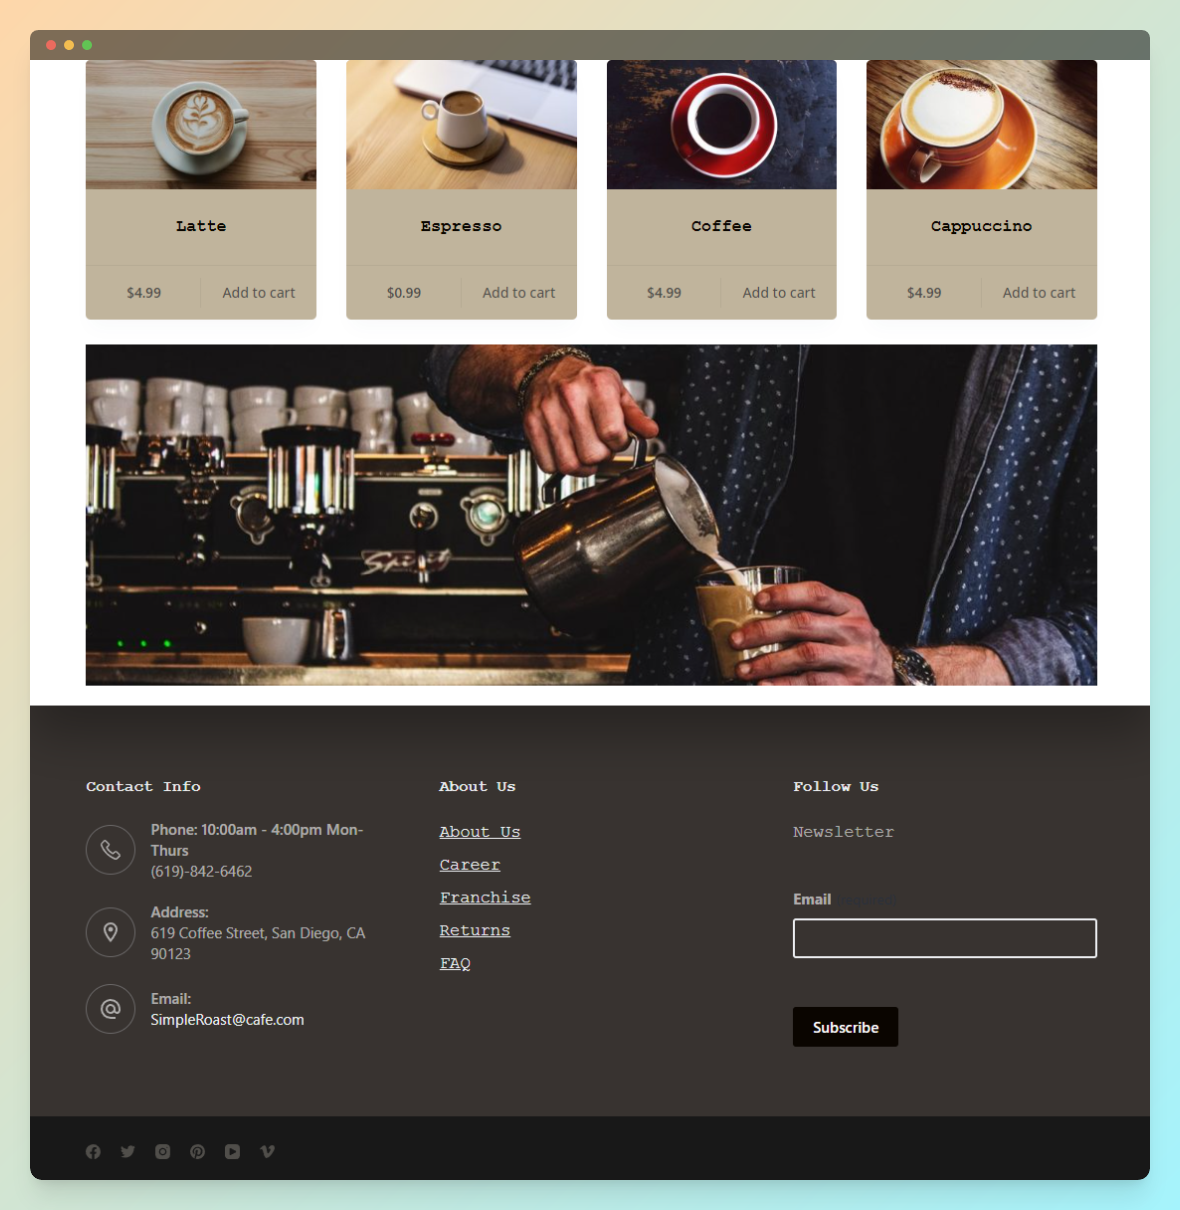 Latte
Espresso
Coffee
Cappuccino
$4.99
Add to cart
$0.99
Add to cart
$4.99
Add to cart
$4.99
Add to cart
Spirit
Contact Info
Phone: 10:00am - 4:00pm Mon-
Thurs
(619)-842-6462
Address:
619 Coffee Street, San Diego, CA
90123
Email:
SimpleRoast@cafe.com
About Us
About Us
Career
Franchise
Returns
FAQ
Follow Us
Newsletter
Email
Subscribe